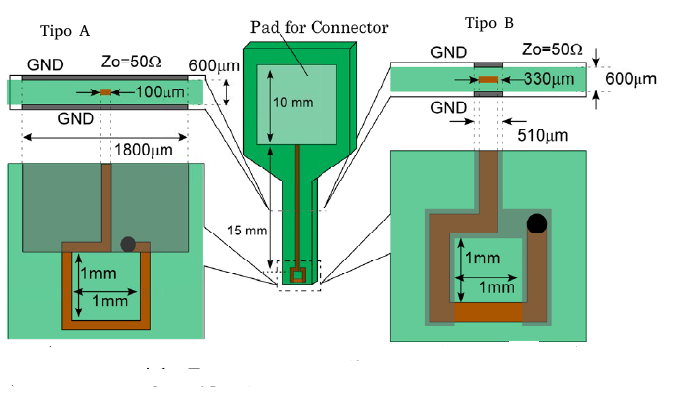 Tipo A
GND
Zo=50Ω
600μm
100μm
GND
1800μm
1mm
1mm
Pad for Connector
10 mm
15 mm
Tipo B
GND
Zo=50Ω
330μm
600μm
GND
510μm
1mm
1mm